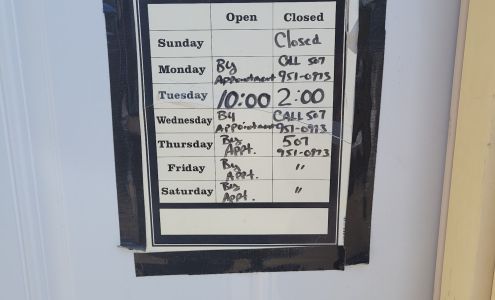 Open Closed
Sunday Closed
Monday By Appointment CALL 507 951-0973
Tuesday 10:00 2:00
Wednesday By Appointment CALL 507 951-0973
Thursday By Appt. 507 951-0973
Friday By Appt. "
Saturday By Appt. "